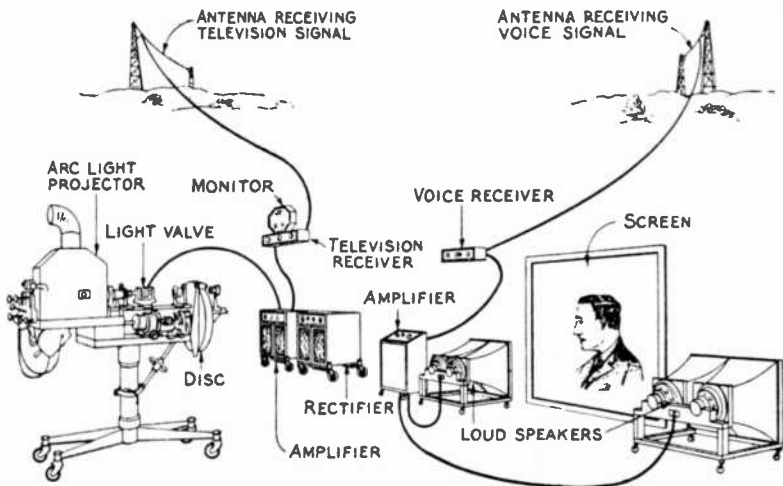 ANTENNA RECEIVING
TELEVISION SIGNAL
ANTENNA RECEIVING
VOICE SIGNAL
ARC LIGHT
PROJECTOR
MONITOR
VOICE RECEIVER
SCREEN
LIGHT VALVE
TELEVISION
RECEIVER
AMPLIFIER
DISC
RECTIFIER
LOUD SPEAKERS
AMPLIFIER